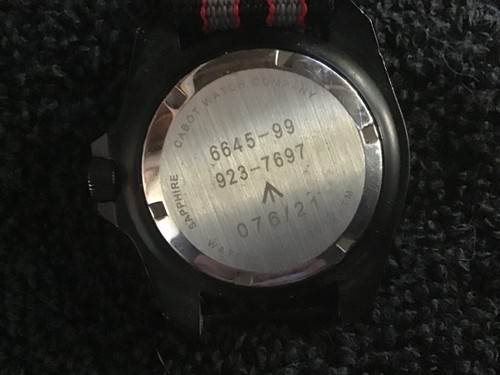 SAPPHIRE CABOT WATCH COMPANY
6645-99
923-7697
076/21